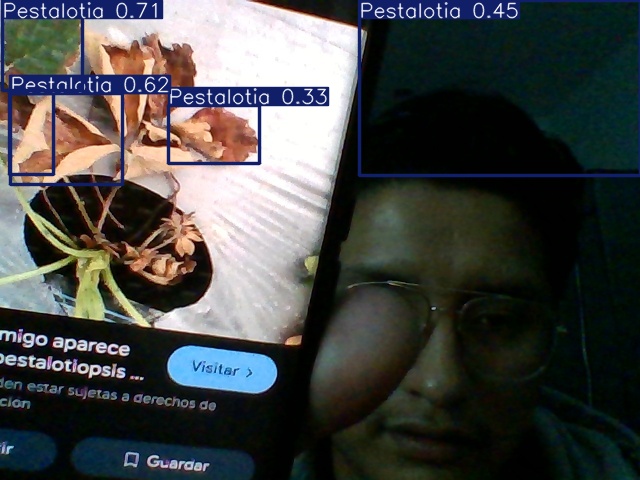 Pestalotia 0.71
Pestalotia 0.45
Pestalotia 0.62
Pestalotia 0.33
migo aparece
pestalotiopsis ...
den estar sujetas a derechos de
ción
Visitar >
ir
Guardar